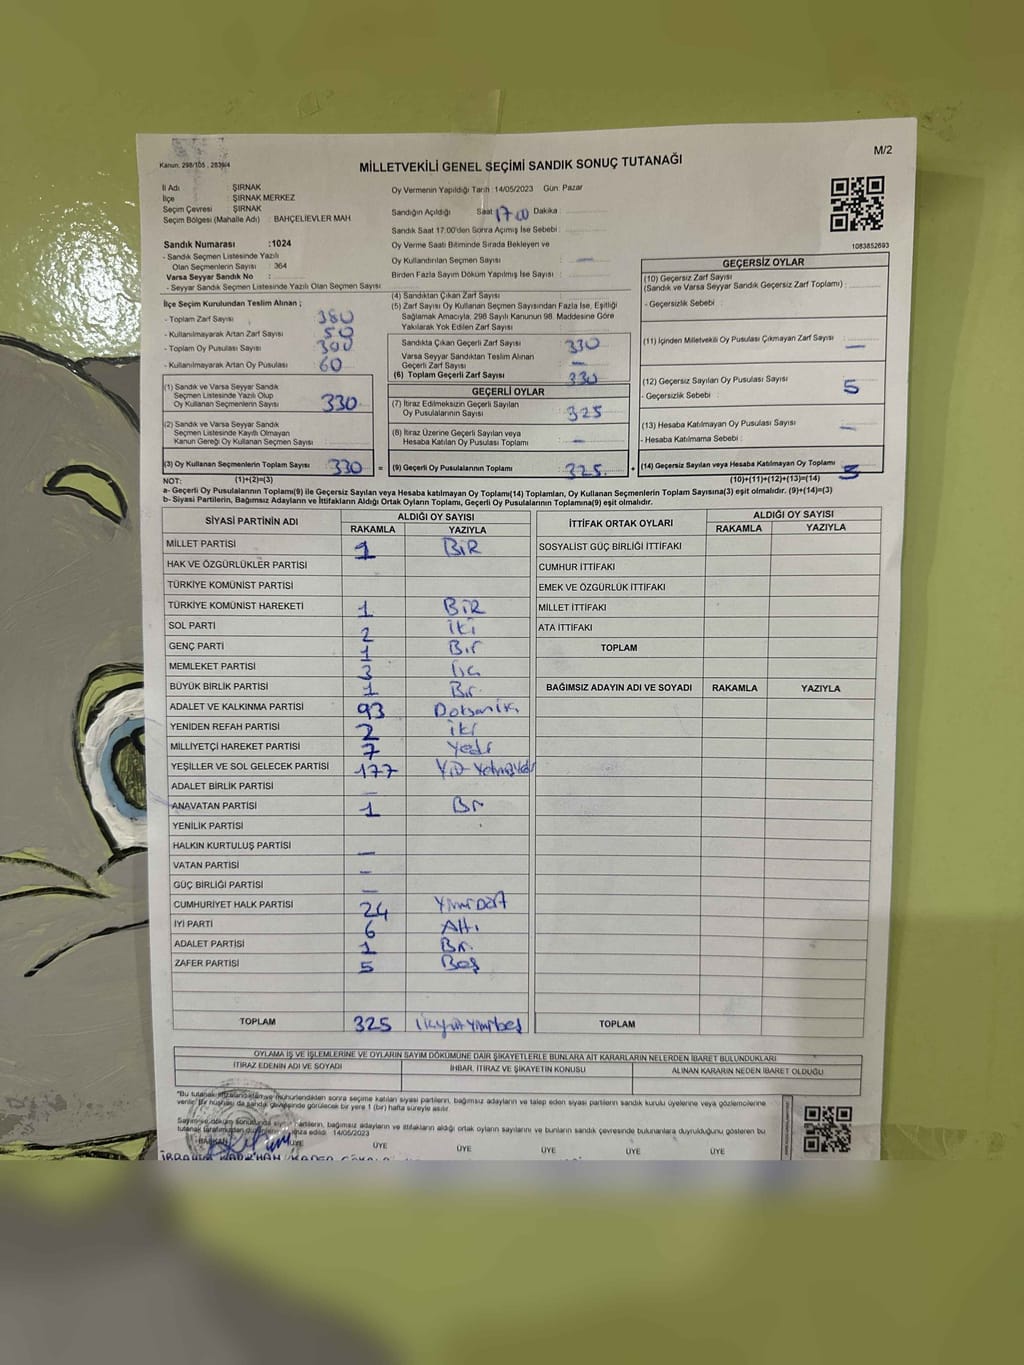 Kanun: 298/105 , 2839/4
MİLLETVEKİLİ GENEL SEÇİMİ SANDIK SONUÇ TUTANAĞI
M/2
İl Adı : ŞIRNAK
İlçe : ŞIRNAK MERKEZ
Seçim Çevresi : ŞIRNAK
Seçim Bölgesi (Mahalle Adı) : BAHÇELİEVLER MAH
Sandık Numarası :1024
- Sandık Seçmen Listesinde Yazılı
Olan Seçmenlerin Sayısı : 364
Varsa Seyyar Sandık No :
- Seyyar Sandık Seçmen Listesinde Yazılı Olan Seçmen Sayısı
Oy Vermenin Yapıldığı Tarih :14/05/2023 Gün: Pazar
Sandığın Açıldığı Saat 17 00 Dakika :
Sandık Saat 17:00'den Sonra Açılmış İse Sebebi :
Oy Verme Saati Bitiminde Sırada Bekleyen ve
Oy Kullandırılan Seçmen Sayısı : —
Birden Fazla Sayım Döküm Yapılmış İse Sayısı :
1083852693
İlçe Seçim Kurulundan Teslim Alınan ;
- Toplam Zarf Sayısı 380
- Kullanılmayarak Artan Zarf Sayısı 50
- Toplam Oy Pusulası Sayısı
- Kullanılmayarak Artan Oy Pusulası 60
(1) Sandık ve Varsa Seyyar Sandık
Seçmen Listesinde Yazılı Olup
Oy Kullanan Seçmenlerin Sayısı 330
(2) Sandık ve Varsa Seyyar Sandık
Seçmen Listesinde Kayıtlı Olmayan
Kanun Gereği Oy Kullanan Seçmen Sayısı
(3) Oy Kullanan Seçmenlerin Toplam Sayısı 330
(4) Sandıktan Çıkan Zarf Sayısı
(5) Zarf Sayısı Oy Kullanan Seçmen Sayısından Fazla İse, Eşitliği
Sağlamak Amacıyla, 298 Sayılı Kanunun 98. Maddesine Göre
Yakılarak Yok Edilen Zarf Sayısı :
Sandıkta Çıkan Geçerli Zarf Sayısı 330
Varsa Seyyar Sandıktan Teslim Alınan
Geçerli Zarf Sayısı —
(6) Toplam Geçerli Zarf Sayısı 330
GEÇERLİ OYLAR
(7) İtiraz Edilmeksizin Geçerli Sayılan
Oy Pusulalarının Sayısı 325
(8) İtiraz Üzerine Geçerli Sayılan veya
Hesaba Katılan Oy Pusulası Toplamı —
= (9) Geçerli Oy Pusulalarının Toplamı 325
GEÇERSİZ OYLAR
(10) Geçersiz Zarf Sayısı
(Sandık ve Varsa Seyyar Sandık Geçersiz Zarf Toplamı) :
- Geçersizlik Sebebi :
(11) İçinden Milletvekili Oy Pusulası Çıkmayan Zarf Sayısı —
(12) Geçersiz Sayılan Oy Pusulası Sayısı 5
- Geçersizlik Sebebi :
(13) Hesaba Katılmayan Oy Pusulası Sayısı —
- Hesaba Katılmama Sebebi :
+ (14) Geçersiz Sayılan veya Hesaba Katılmayan Oy Toplamı 5
NOT: (1)+(2)=(3) (10)+(11)+(12)+(13)=(14)
a- Geçerli Oy Pusulalarının Toplamı(9) ile Geçersiz Sayılan veya Hesaba katılmayan Oy Toplamı(14) Toplamları, Oy Kullanan Seçmenlerin Toplam Sayısına(3) eşit olmalıdır. (9)+(14)=(3)
b- Siyasi Partilerin, Bağımsız Adayların ve İttifakların Aldığı Ortak Oyların Toplamı, Geçerli Oy Pusulalarının Toplamına(9) eşit olmalıdır.
SİYASİ PARTİNİN ADI ALDIĞI OY SAYISI
RAKAMLA YAZIYLA
MİLLET PARTİSİ 1 BİR
HAK VE ÖZGÜRLÜKLER PARTİSİ
TÜRKİYE KOMÜNİST PARTİSİ
TÜRKİYE KOMÜNİST HAREKETİ 1 BİR
SOL PARTİ 2 İki
GENÇ PARTİ 1 Bir
MEMLEKET PARTİSİ 3 Üç
BÜYÜK BİRLİK PARTİSİ 1 Bir
ADALET VE KALKINMA PARTİSİ 93
YENİDEN REFAH PARTİSİ 2 iki
MİLLİYETÇİ HAREKET PARTİSİ 7 Yedi
YEŞİLLER VE SOL GELECEK PARTİSİ 177
ADALET BİRLİK PARTİSİ —
ANAVATAN PARTİSİ 1 Bir
YENİLİK PARTİSİ
HALKIN KURTULUŞ PARTİSİ —
VATAN PARTİSİ —
GÜÇ BİRLİĞİ PARTİSİ —
CUMHURİYET HALK PARTİSİ 24
İYİ PARTİ 6 Altı
ADALET PARTİSİ 1 Bir
ZAFER PARTİSİ 5 Beş
TOPLAM 325
İTTİFAK ORTAK OYLARI ALDIĞI OY SAYISI
RAKAMLA YAZIYLA
SOSYALİST GÜÇ BİRLİĞİ İTTİFAKI
CUMHUR İTTİFAKI
EMEK VE ÖZGÜRLÜK İTTİFAKI
MİLLET İTTİFAKI
ATA İTTİFAKI
TOPLAM
BAĞIMSIZ ADAYIN ADI VE SOYADI RAKAMLA YAZIYLA
TOPLAM
OYLAMA İŞ VE İŞLEMLERİNE VE OYLARIN SAYIM DÖKÜMÜNE DAİR ŞİKAYETLERLE BUNLARA AİT KARARLARIN NELERDEN İBARET BULUNDUKLARI
İTİRAZ EDENİN ADI VE SOYADI İHBAR, İTİRAZ VE ŞİKAYETİN KONUSU ALINAN KARARIN NEDEN İBARET OLDUĞU
"Bu tutanak imzalandıktan ve mühürlendikten sonra seçime katılan siyasi partilerin, bağımsız adayların ve talep eden siyasi partilerin sandık kurulu üyelerine veya gözlemcilerine
verilir. Bir nüshası da sandık çevresinde görülecek bir yere 1 (bir) hafta süreyle asılır.
Sayım ve döküm sonucunda siyasi partilerin, bağımsız adayların ve ittifakların aldığı ortak oyların sayılarını ve bunların sandık çevresinde bulunanlara duyrulduğunu gösteren bu
tutanak tarafımızdan düzenlenerek imza edildi. 14/05/2023
BAŞKAN ÜYE ÜYE ÜYE ÜYE ÜYE ÜYE